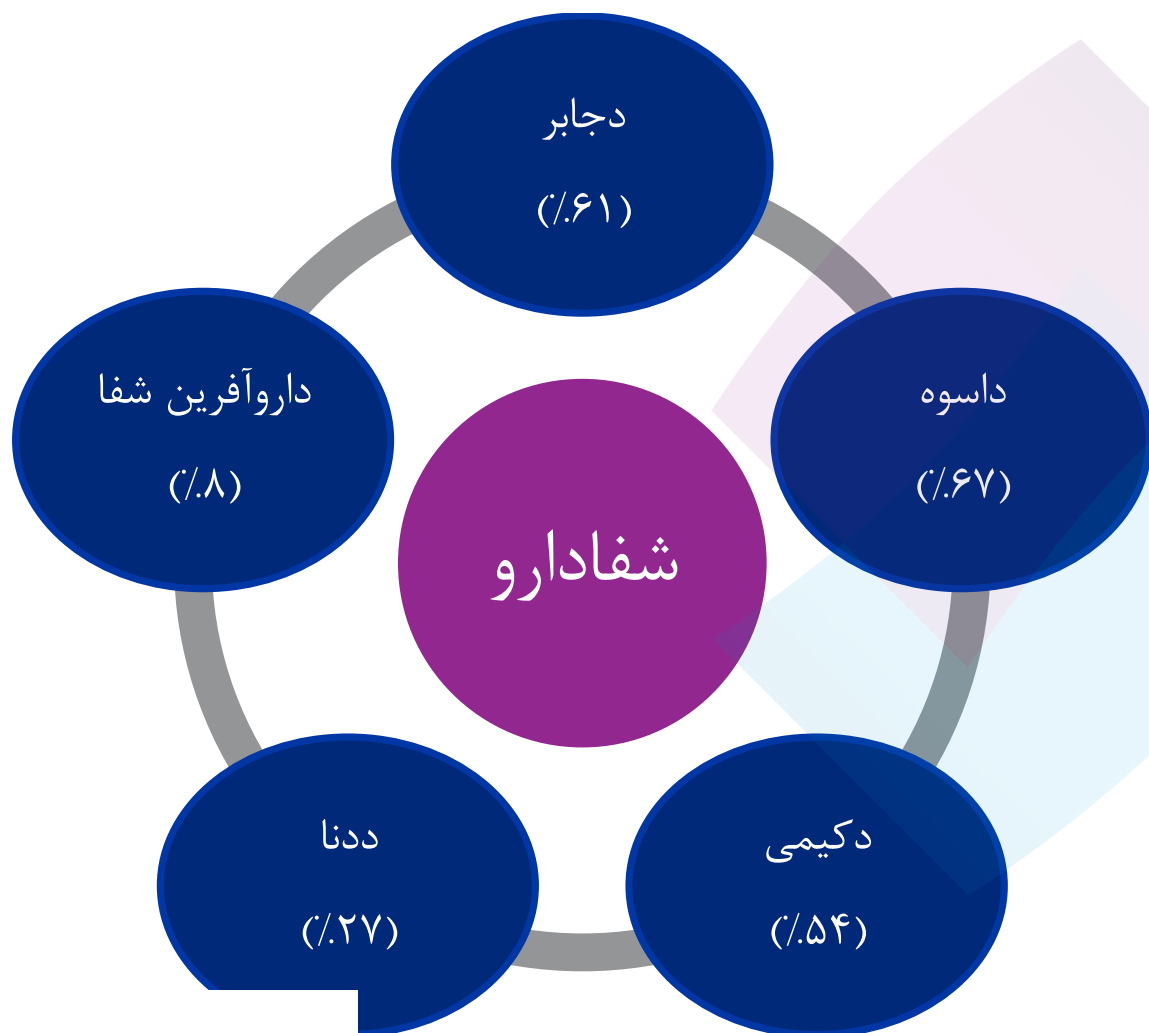 دجابر
(٪۶۱)
داسوه
(٪۶۷)
داروآفرین شفا
(٪۸)
شفادارو
دکیمی
(٪۵۴)
ددنا
(٪۲۷)